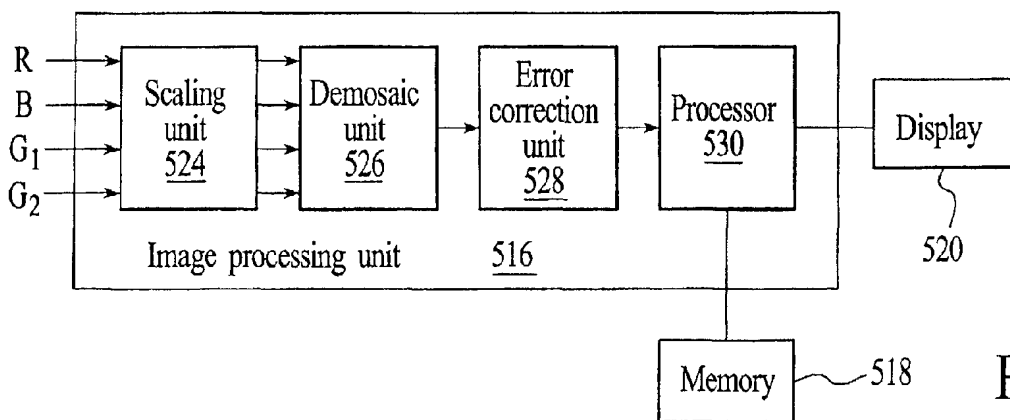 R
B
G₁
G₂
Scaling
unit
524
Demosaic
unit
526
Error
correction
unit
528
Processor
530
Display
520
Image processing unit 516
Memory
518